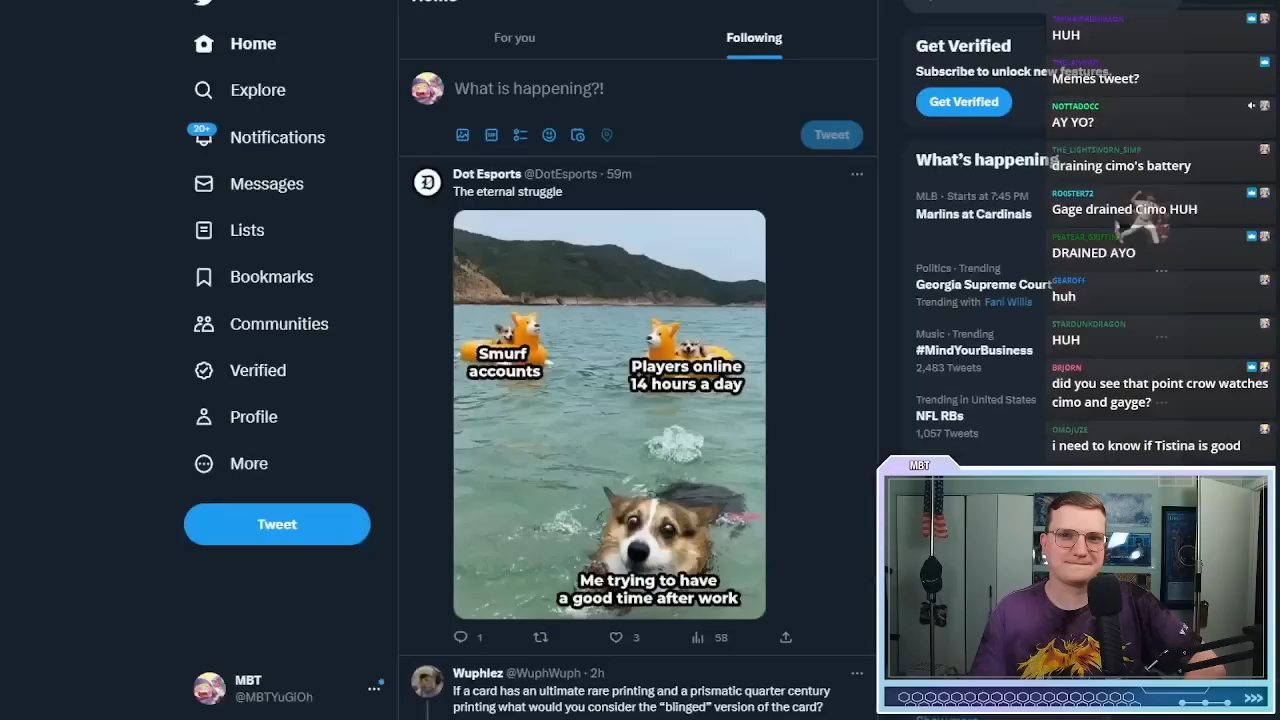 Home
Explore
20+
Notifications
Messages
Lists
Bookmarks
Communities
Verified
Profile
More
Tweet
MBT
@MBTYuGiOh
For you
Following
What is happening?!
Tweet
Dot Esports @DotEsports · 59m
The eternal struggle
Smurf
accounts
Players online
14 hours a day
Me trying to have
a good time after work
1
3
58
Wuphlez @WuphWuph · 2h
If a card has an ultimate rare printing and a prismatic quarter century
printing what would you consider the “blinged” version of the card?
Get Verified
Subscribe to unlock new features.
Get Verified
What’s happening
MLB · Starts at 7:45 PM
Marlins at Cardinals
Politics · Trending
Georgia Supreme Court
Trending with Fani Willis
Music · Trending
#MindYourBusiness
2,483 Tweets
Trending in United States
NFL RBs
1,057 Tweets
HUH
Memes tweet?
NOTTADOCC
AY YO?
THE_LIGHTSWORN_SIMP
draining cimo's battery
ROOSTER72
Gage drained Cimo HUH
DRAINED AYO
GEAROFF
huh
STARDUNKDRAGON
HUH
BRJORN
did you see that point crow watches
cimo and gayge?
OMOJUZE
i need to know if Tistina is good
MBT